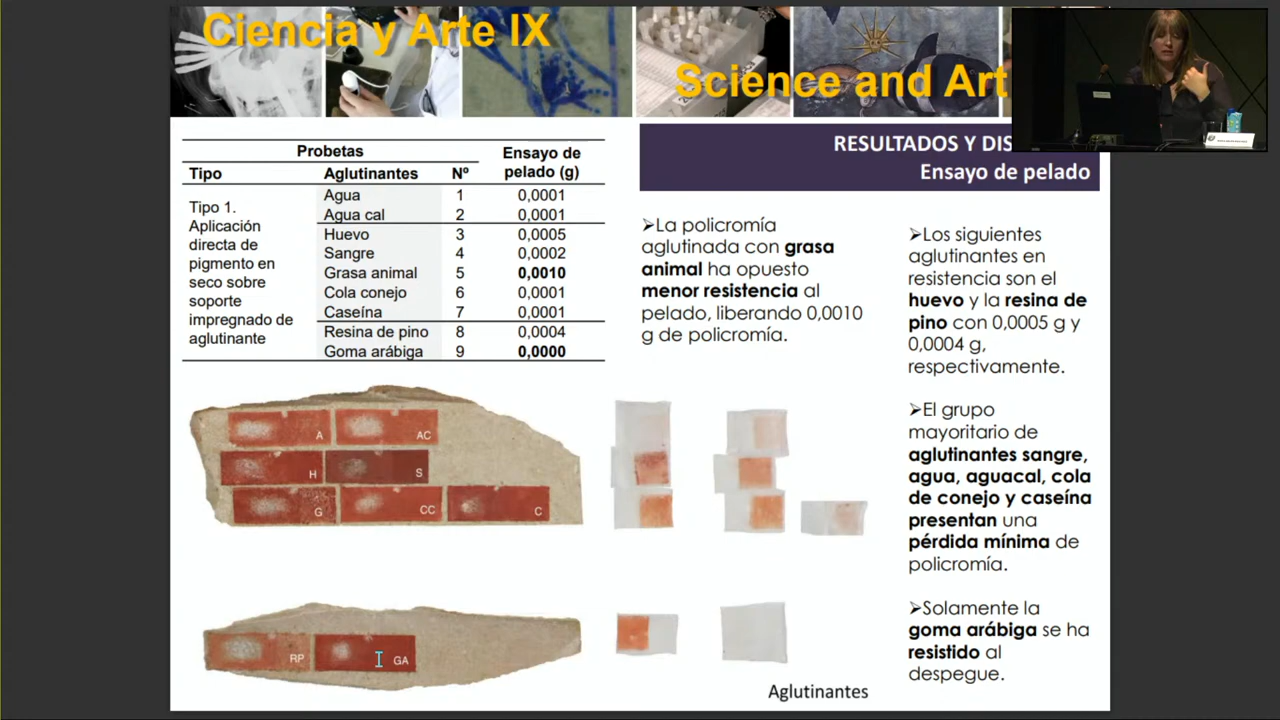 Ciencia y Arte IX
Science and Art
Probetas
Ensayo de
pelado (g)
Tipo Aglutinantes Nº
Tipo 1.
Aplicación
directa de
pigmento en
seco sobre
soporte
impregnado de
aglutinante
Agua 1 0,0001
Agua cal 2 0,0001
Huevo 3 0,0005
Sangre 4 0,0002
Grasa animal 5 0,0010
Cola conejo 6 0,0001
Caseína 7 0,0001
Resina de pino 8 0,0004
Goma arábiga 9 0,0000
RESULTADOS Y DIS
Ensayo de pelado
➢La policromía
aglutinada con grasa
animal ha opuesto
menor resistencia al
pelado, liberando 0,0010
g de policromía.
➢Los siguientes
aglutinantes en
resistencia son el
huevo y la resina de
pino con 0,0005 g y
0,0004 g,
respectivamente.
➢El grupo
mayoritario de
aglutinantes sangre,
agua, aguacal, cola
de conejo y caseína
presentan una
pérdida mínima de
policromía.
➢Solamente la
goma arábiga se ha
resistido al
despegue.
A AC
H S
G CC C
RP GA
Aglutinantes